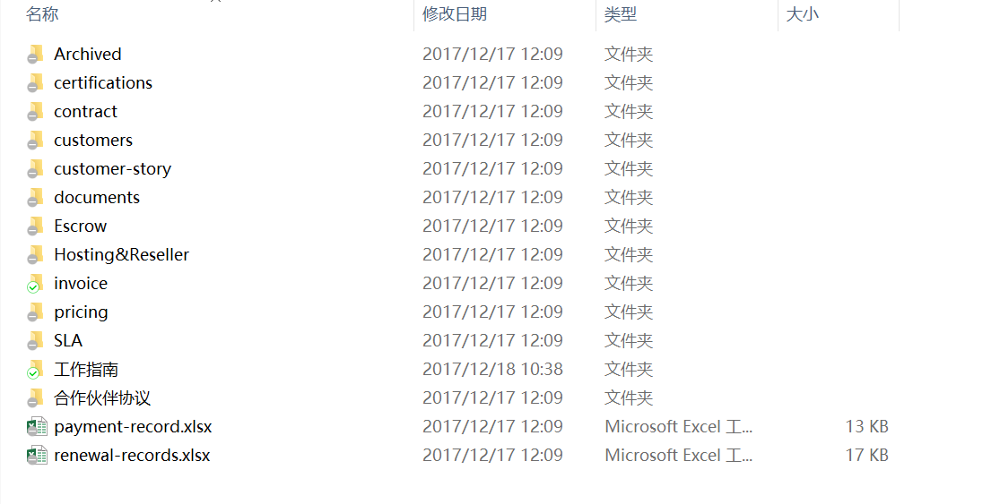 名称 修改日期 类型 大小
Archived 2017/12/17 12:09 文件夹
certifications 2017/12/17 12:09 文件夹
contract 2017/12/17 12:09 文件夹
customers 2017/12/17 12:09 文件夹
customer-story 2017/12/17 12:09 文件夹
documents 2017/12/17 12:09 文件夹
Escrow 2017/12/17 12:09 文件夹
Hosting&Reseller 2017/12/17 12:09 文件夹
invoice 2017/12/17 12:09 文件夹
pricing 2017/12/17 12:09 文件夹
SLA 2017/12/17 12:09 文件夹
工作指南 2017/12/18 10:38 文件夹
合作伙伴协议 2017/12/17 12:09 文件夹
payment-record.xlsx 2017/12/17 12:09 Microsoft Excel 工... 13 KB
renewal-records.xlsx 2017/12/17 12:09 Microsoft Excel 工... 17 KB